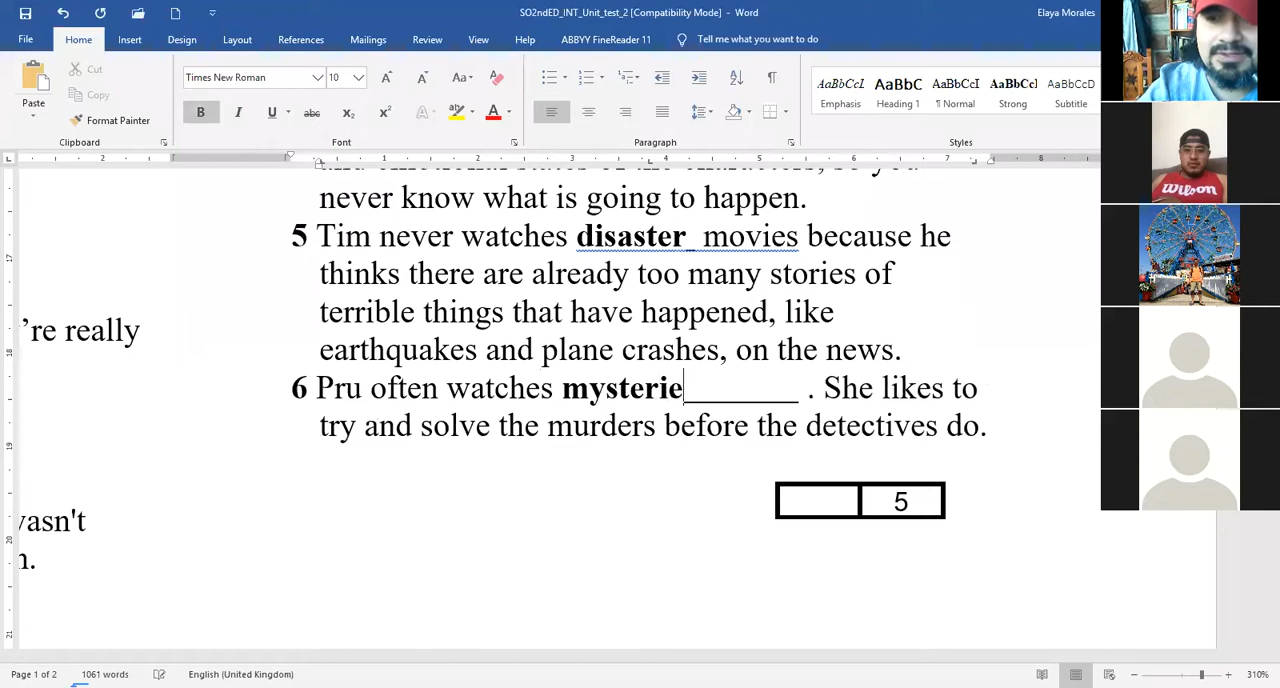 SO2ndED_INT_Unit_test_2 [Compatibility Mode] - Word
Elaya Morales
File Home Insert Design Layout References Mailings Review View Help ABBYY FineReader 11 Tell me what you want to do
Cut
Copy
Format Painter
Paste
Times New Roman 10
AaBbCcI AaBbC AaBbCcI AaBbCcI AaBbCcD
Emphasis Heading 1 ¶ Normal Strong Subtitle
Clipboard Font Paragraph Styles
never know what is going to happen.
5 Tim never watches disaster_ movies because he
thinks there are already too many stories of
terrible things that have happened, like
earthquakes and plane crashes, on the news.
6 Pru often watches mysterie_______ . She likes to
try and solve the murders before the detectives do.
5
're really
wasn't
Wilson
Page 1 of 2 1061 words English (United Kingdom) 310%